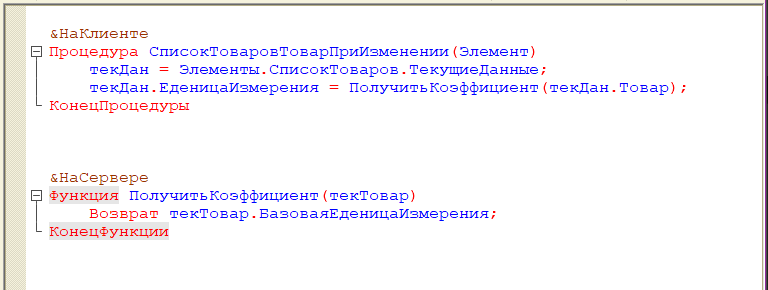 &НаКлиенте
Процедура СписокТоваровТоварПриИзменении(Элемент)
текДан = Элементы.СписокТоваров.ТекущиеДанные;
текДан.ЕденицаИзмерения = ПолучитьКоэффициент(текДан.Товар);
КонецПроцедуры
&НаСервере
Функция ПолучитьКоэффициент(текТовар)
Возврат текТовар.БазоваяЕденицаИзмерения;
КонецФункции